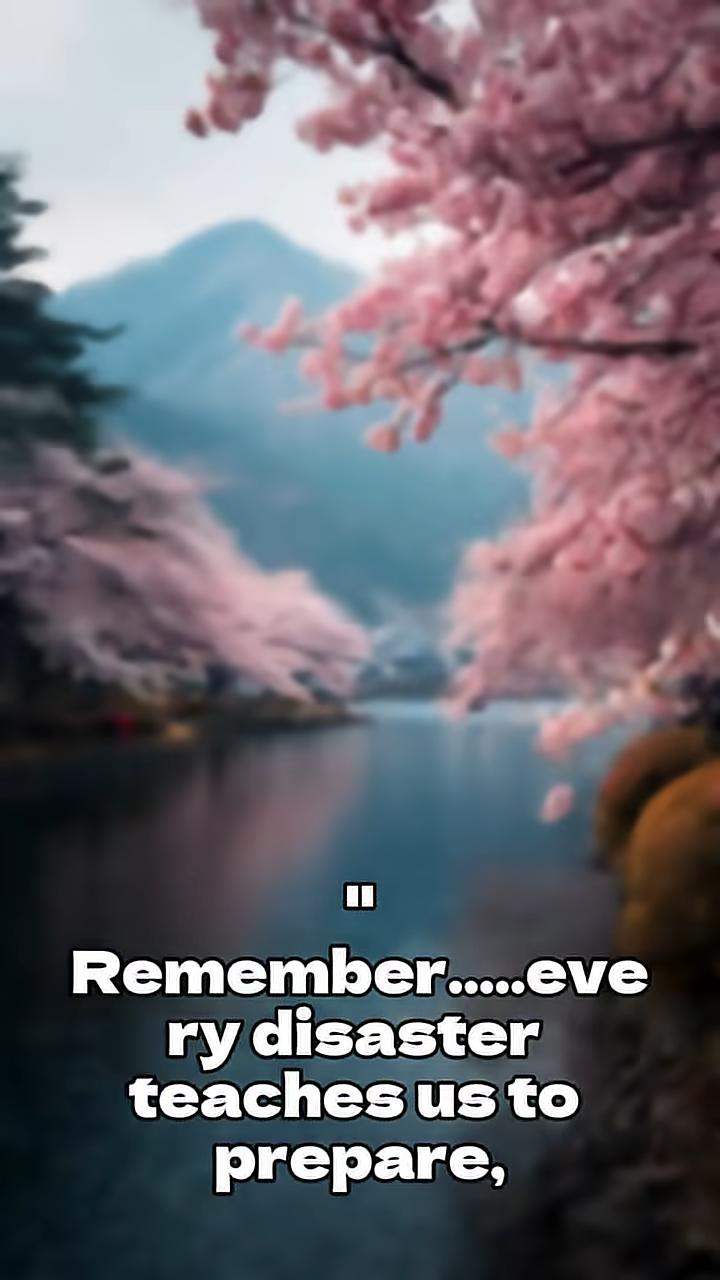 "
Remember.....eve
ry disaster
teaches us to
prepare,